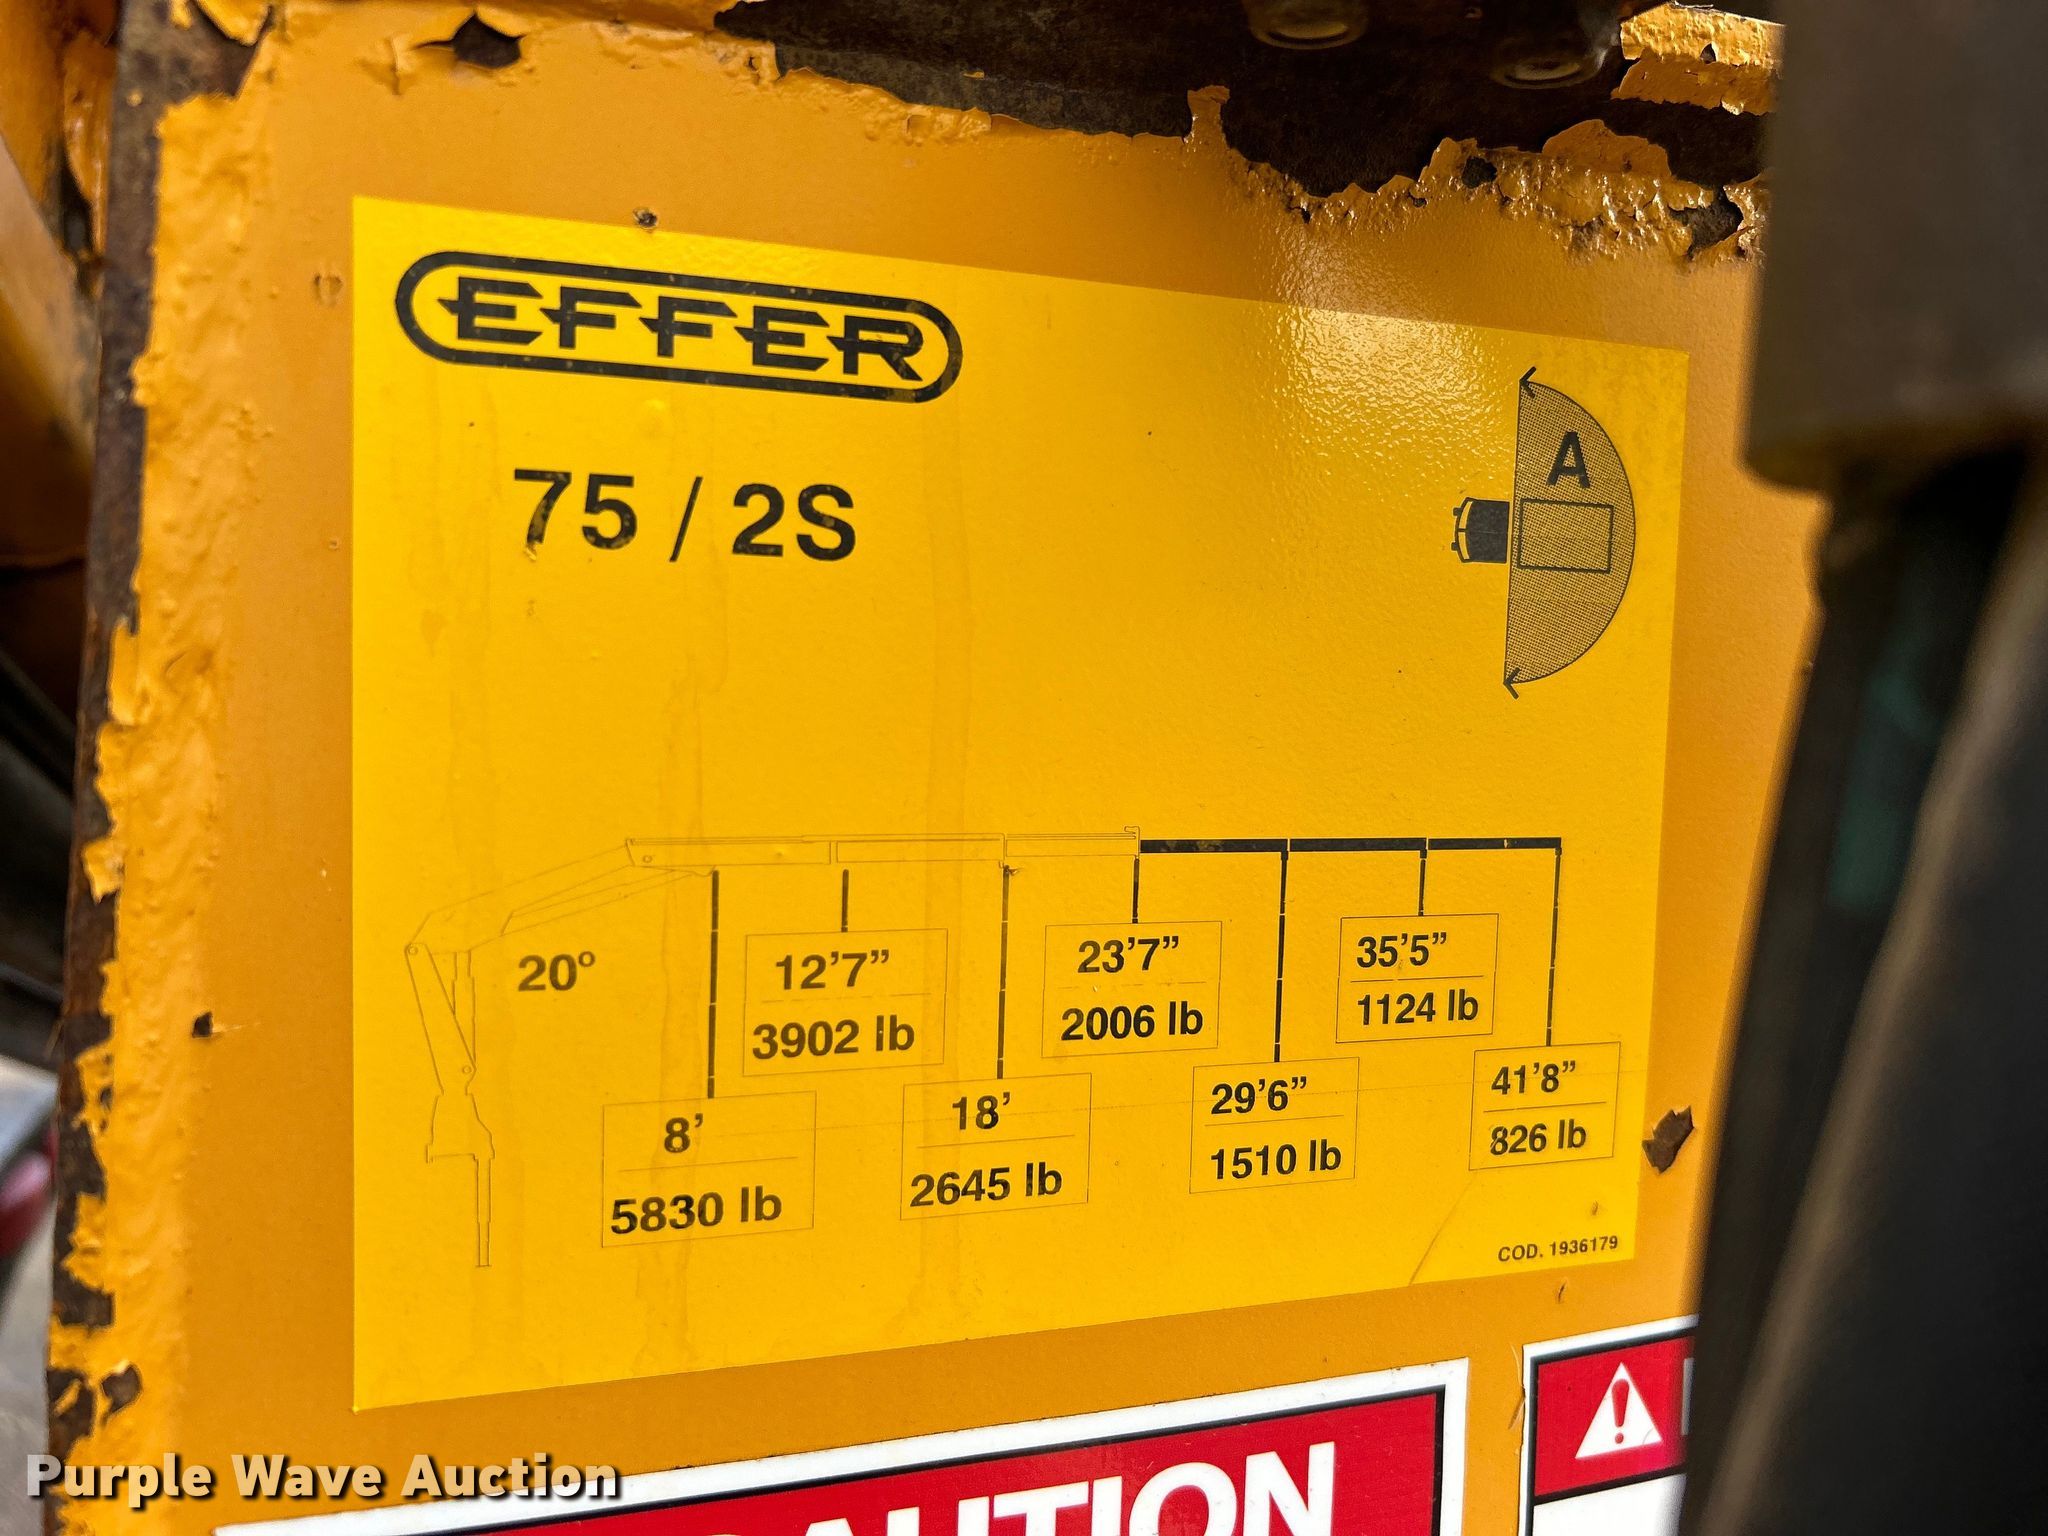 EFFER
75 / 2S
A
20°
8'
5830 lb
12'7”
3902 lb
18'
2645 lb
23'7”
2006 lb
29'6”
1510 lb
35'5”
1124 lb
41'8”
826 lb
COD. 1936179
CAUTION
Purple Wave Auction